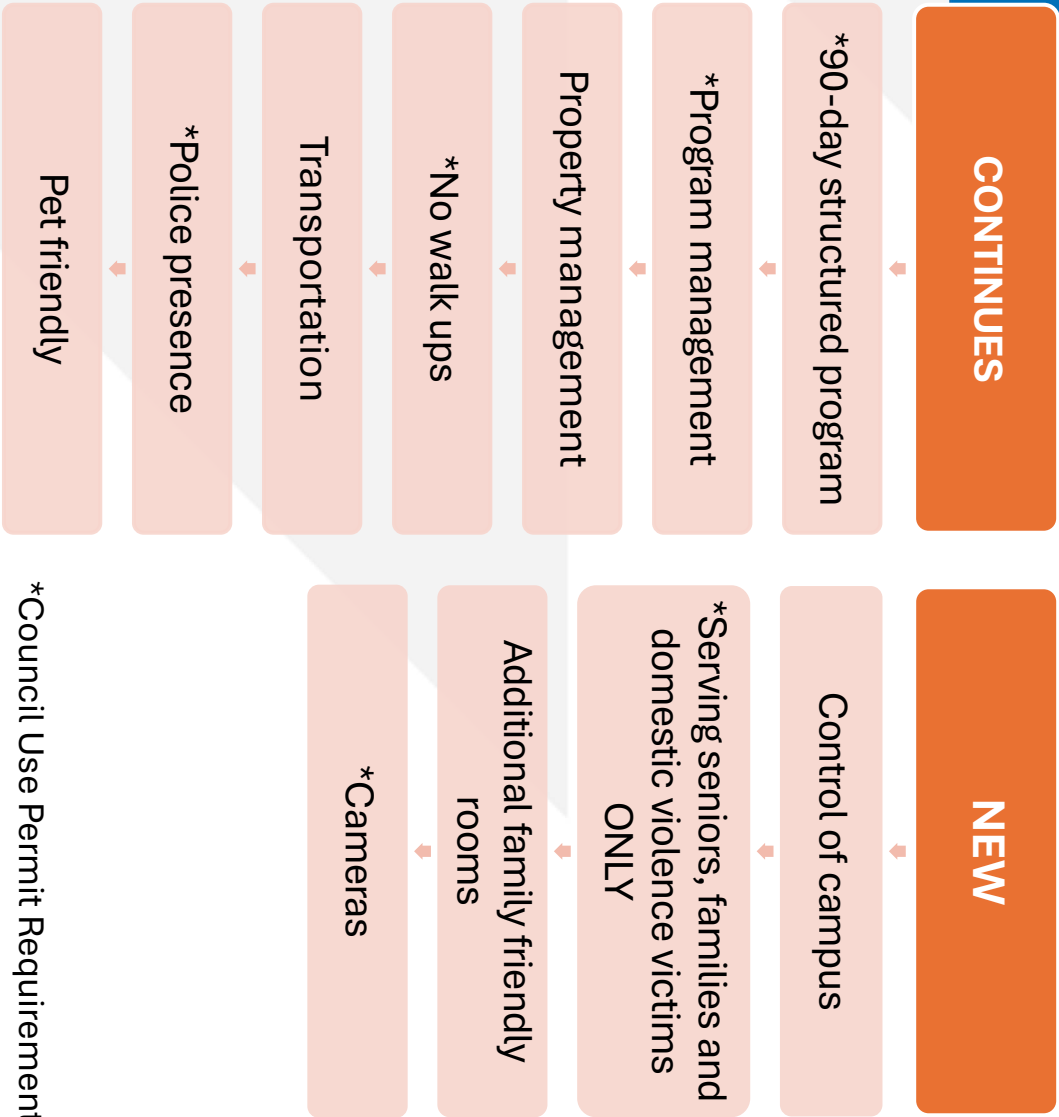 CONTINUES
*90-day structured program
*Program management
Property management
*No walk ups
Transportation
*Police presence
Pet friendly
NEW
Control of campus
*Serving seniors, families and
domestic violence victims
ONLY
Additional family friendly
rooms
*Cameras
*Council Use Permit Requirement